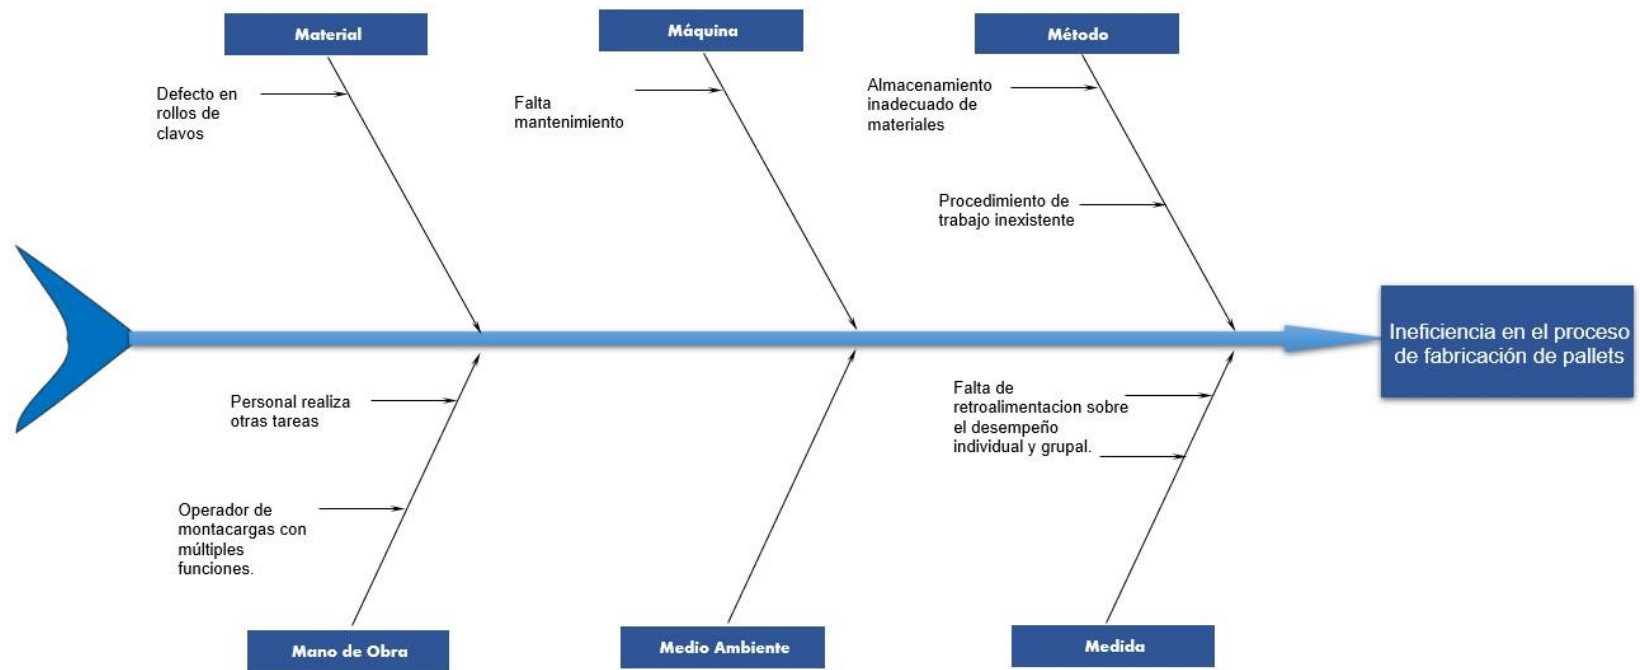 Material
Máquina
Método
Defecto en
rollos de
clavos
Falta
mantenimiento
Almacenamiento
inadecuado de
materiales
Procedimiento de
trabajo inexistente
Ineficiencia en el proceso
de fabricación de pallets
Personal realiza
otras tareas
Operador de
montacargas con
múltiples
funciones.
Falta de
retroalimentacion sobre
el desempeño
individual y grupal.
Mano de Obra
Medio Ambiente
Medida